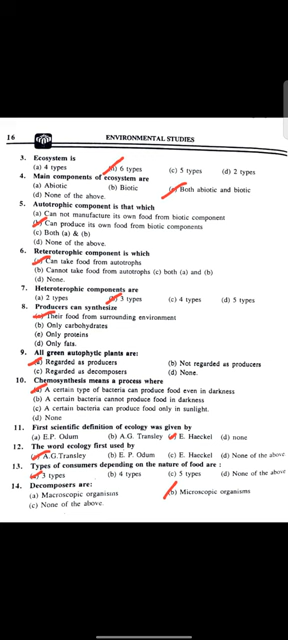 16 ENVIRONMENTAL STUDIES
3. Ecosystem is
(a) 4 types (b) 6 types (c) 5 types (d) 2 types
4. Main components of ecosystem are
(a) Abiotic (b) Biotic (c) Both abiotic and biotic
(d) None of the above.
5. Autotrophic component is that which
(a) Can not manufacture its own food from biotic component
(b) Can produce its own food from biotic components
(c) Both (a) & (b)
(d) None of the above.
6. Reterotrophic component is which
(a) Can take food from autotrophs
(b) Cannot take food from autotrophs (c) both (a) and (b)
(d) None.
7. Heterotrophic components are
(a) 2 types (b) 3 types (c) 4 types (d) 5 types
8. Producers can synthesize
(a) Their food from surrounding environment
(b) Only carbohydrates
(e) Only proteins
(d) Only fats.
9. All green autophytic plants are:
(a) Regarded as producers (b) Not regarded as producers
(c) Regarded as decomposers (d) None.
10. Chemosynthesis means a process where
(a) A certain type of bacteria can produce food even in darkness
(b) A certain bacteria cannot produce food in darkness
(c) A certain bacteria can produce food only in sunlight.
(d) None
11. First scientific definition of ecology was given by
(a) E.P. Odum (b) A.G. Tramsley (c) E. Haeckel (d) none
12. The word ecology first used by
(a) A.G.Transley (b) E. P. Odum (c) E. Haeckel (d) None of the above
13. Types of consumers depending on the nature of food are :
(a) 3 types (b) 4 types (c) 5 types (d) None of the above
14. Decomposers are:
(a) Macroscopic organisms (b) Microscopic organisms
(c) None of the above.